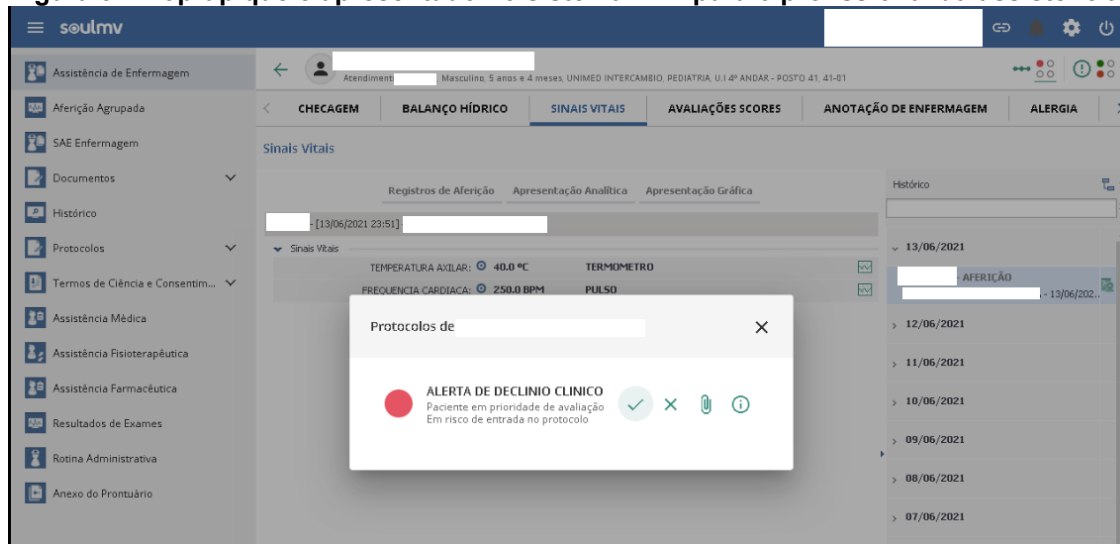 soulmv
Assistência de Enfermagem
Aferição Agrupada
SAE Enfermagem
Documentos
Histórico
Protocolos
Termos de Ciência e Consentim...
Assistência Médica
Assistência Fisioterapêutica
Assistência Farmacêutica
Resultados de Exames
Rotina Administrativa
Anexo do Prontuário
Atendiment Masculino, 5 anos e 4 meses, UNIMED INTERCAMBIO, PEDIATRIA, U.I 4º ANDAR - POSTO 41, 41-01
CHECAGEM BALANÇO HÍDRICO SINAIS VITAIS AVALIAÇÕES SCORES ANOTAÇÃO DE ENFERMAGEM ALERGIA
Sinais Vitais
Registros de Aferição Apresentação Analítica Apresentação Gráfica
- [13/06/2021 23:51]
Sinais Vitais
TEMPERATURA AXILAR: 40.0 ºC TERMOMETRO
FREQUENCIA CARDIACA: 250.0 BPM PULSO
Protocolos de
ALERTA DE DECLINIO CLINICO
Paciente em prioridade de avaliação
Em risco de entrada no protocolo
Histórico
13/06/2021
- AFERIÇÃO
- 13/06/202...
12/06/2021
11/06/2021
10/06/2021
09/06/2021
08/06/2021
07/06/2021